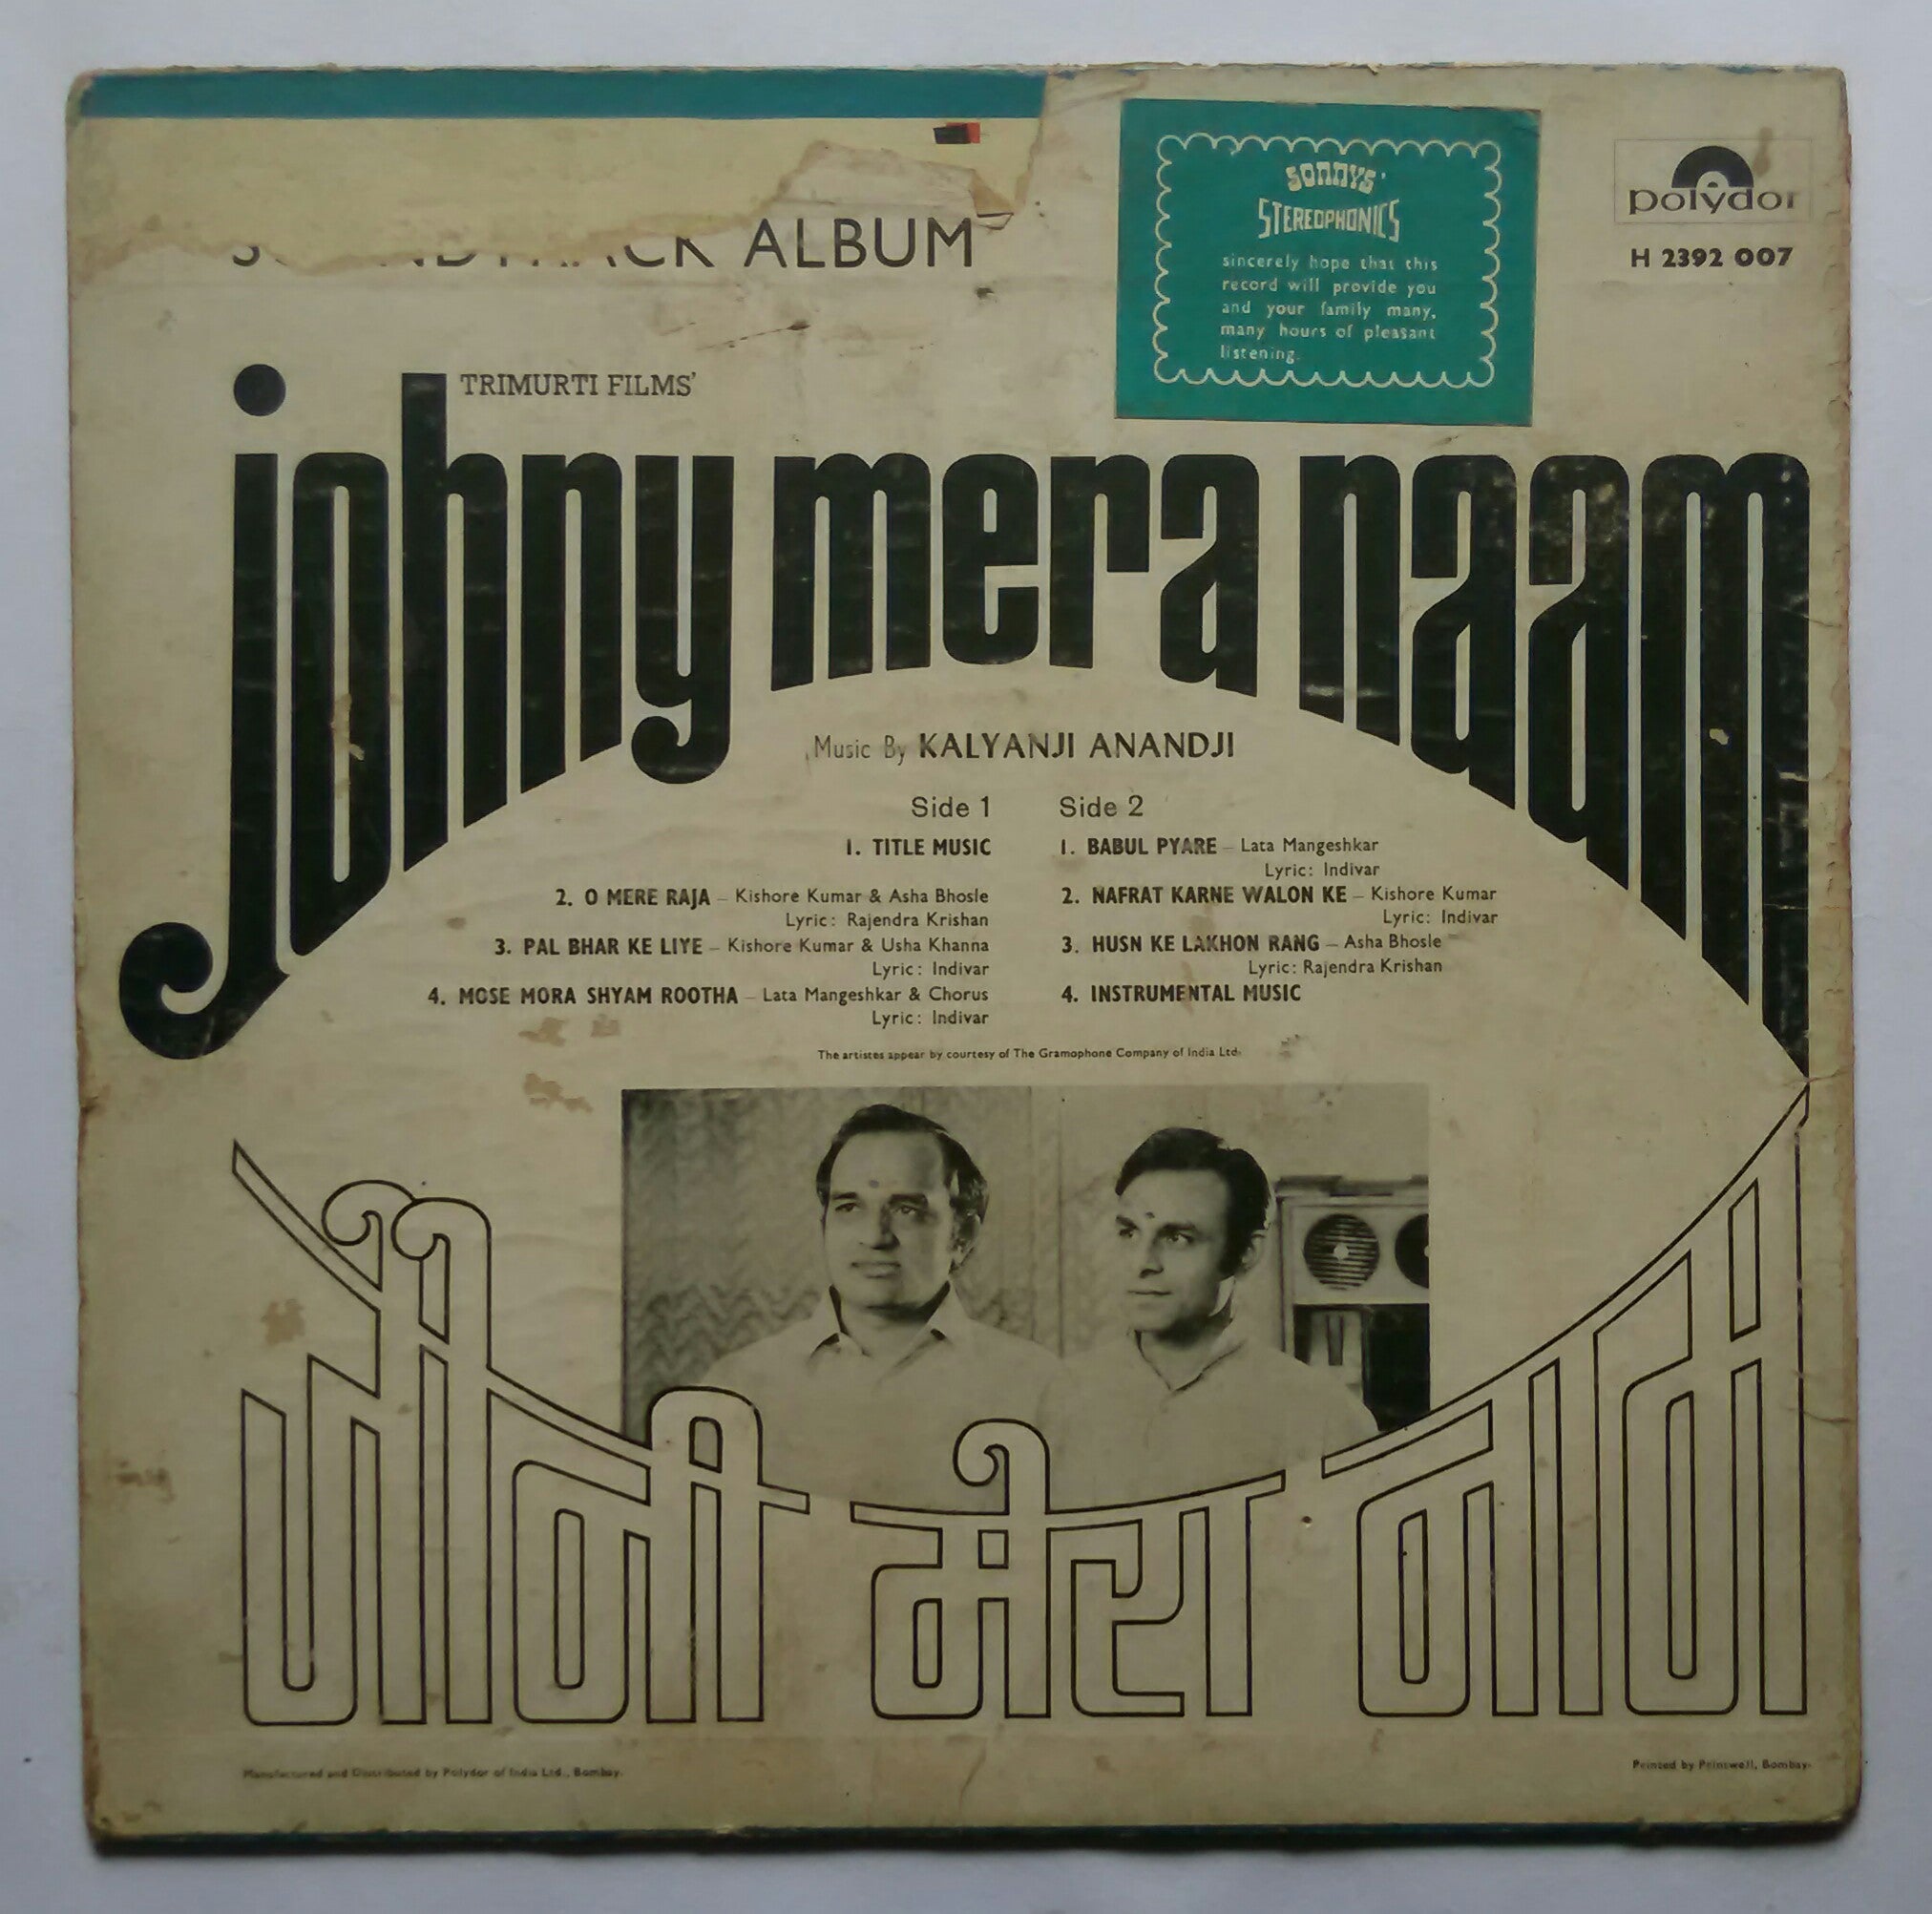 SOUNDTRACK ALBUM
SONNYS'
STEREOPHONICS
sincerely hope that this
record will provide you
and your family many,
many hours of pleasant
listening.
polydor
H 2392 007
TRIMURTI FILMS'
johny mera naam
Music By KALYANJI ANANDJI
Side 1
1. TITLE MUSIC
2. O MERE RAJA – Kishore Kumar & Asha Bhosle
Lyric: Rajendra Krishan
3. PAL BHAR KE LIYE – Kishore Kumar & Usha Khanna
Lyric: Indivar
4. MOSE MORA SHYAM ROOTHA – Lata Mangeshkar & Chorus
Lyric: Indivar
Side 2
1. BABUL PYARE – Lata Mangeshkar
Lyric: Indivar
2. NAFRAT KARNE WALON KE – Kishore Kumar
Lyric: Indivar
3. HUSN KE LAKHON RANG – Asha Bhosle
Lyric: Rajendra Krishan
4. INSTRUMENTAL MUSIC
The artistes appear by courtesy of The Gramophone Company of India Ltd.
जौनी मेरा नाम
Manufactured and Distributed by Polydor of India Ltd., Bombay.
Printed by Printwell, Bombay.